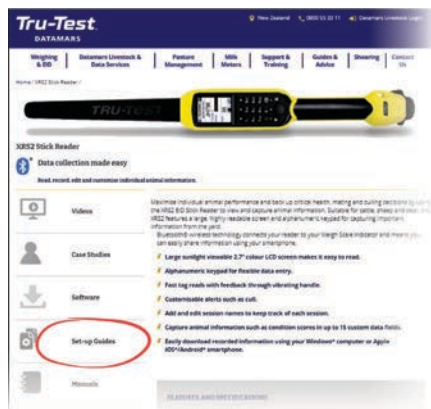 Tru-Test
DATAMARS
New Zealand 0800 55 20 11 Datamars Livestock Login
Weighing & EID
Datamars Livestock & Data Services
Pasture Management
Milk Meters
Support & Training
Guides & Advice
Shearing
Contact Us
Home / XRS2 Stick Reader /
TRU-TEST
XRS2 Stick Reader
Data collection made easy
Read, record, edit and customise individual animal information.
Videos
Case Studies
Software
Set-up Guides
Manuals
Maximise individual animal performance and back up critical health, mating and culling decisions by using
the XRS2 EID Stick Reader to view and capture animal information. Suitable for cattle, sheep and deer, the
XRS2 features a large, highly readable screen and alphanumeric keypad for capturing important
information from the yard.
Bluetooth® wireless technology connects your reader to your Weigh Scale Indicator and means you
can easily share information using your smartphone.
Large sunlight viewable 2.7" colour LCD screen makes it easy to read.
Alphanumeric keypad for flexible data entry.
Fast tag reads with feedback through vibrating handle.
Customisable alerts such as cull.
Add and edit session names to keep track of each session.
Capture animal information such as condition scores in up to 15 custom data fields.
Easily download recorded information using your Windows® computer or Apple
iOS®/Android® smartphone.
FEATURES AND SPECIFICATIONS